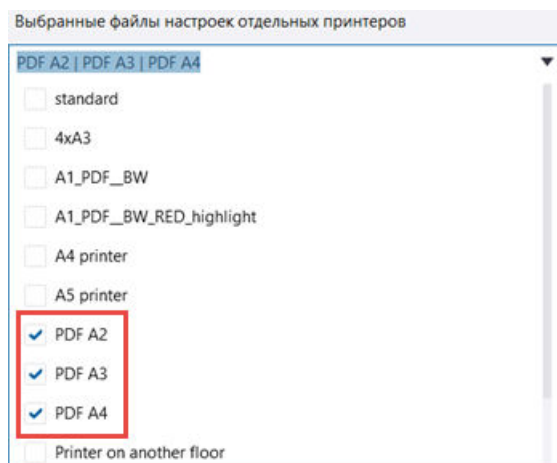 Выбранные файлы настроек отдельных принтеров
PDF A2 | PDF A3 | PDF A4
standard
4xA3
A1_PDF__BW
A1_PDF__BW_RED_highlight
A4 printer
A5 printer
PDF A2
PDF A3
PDF A4
Printer on another floor